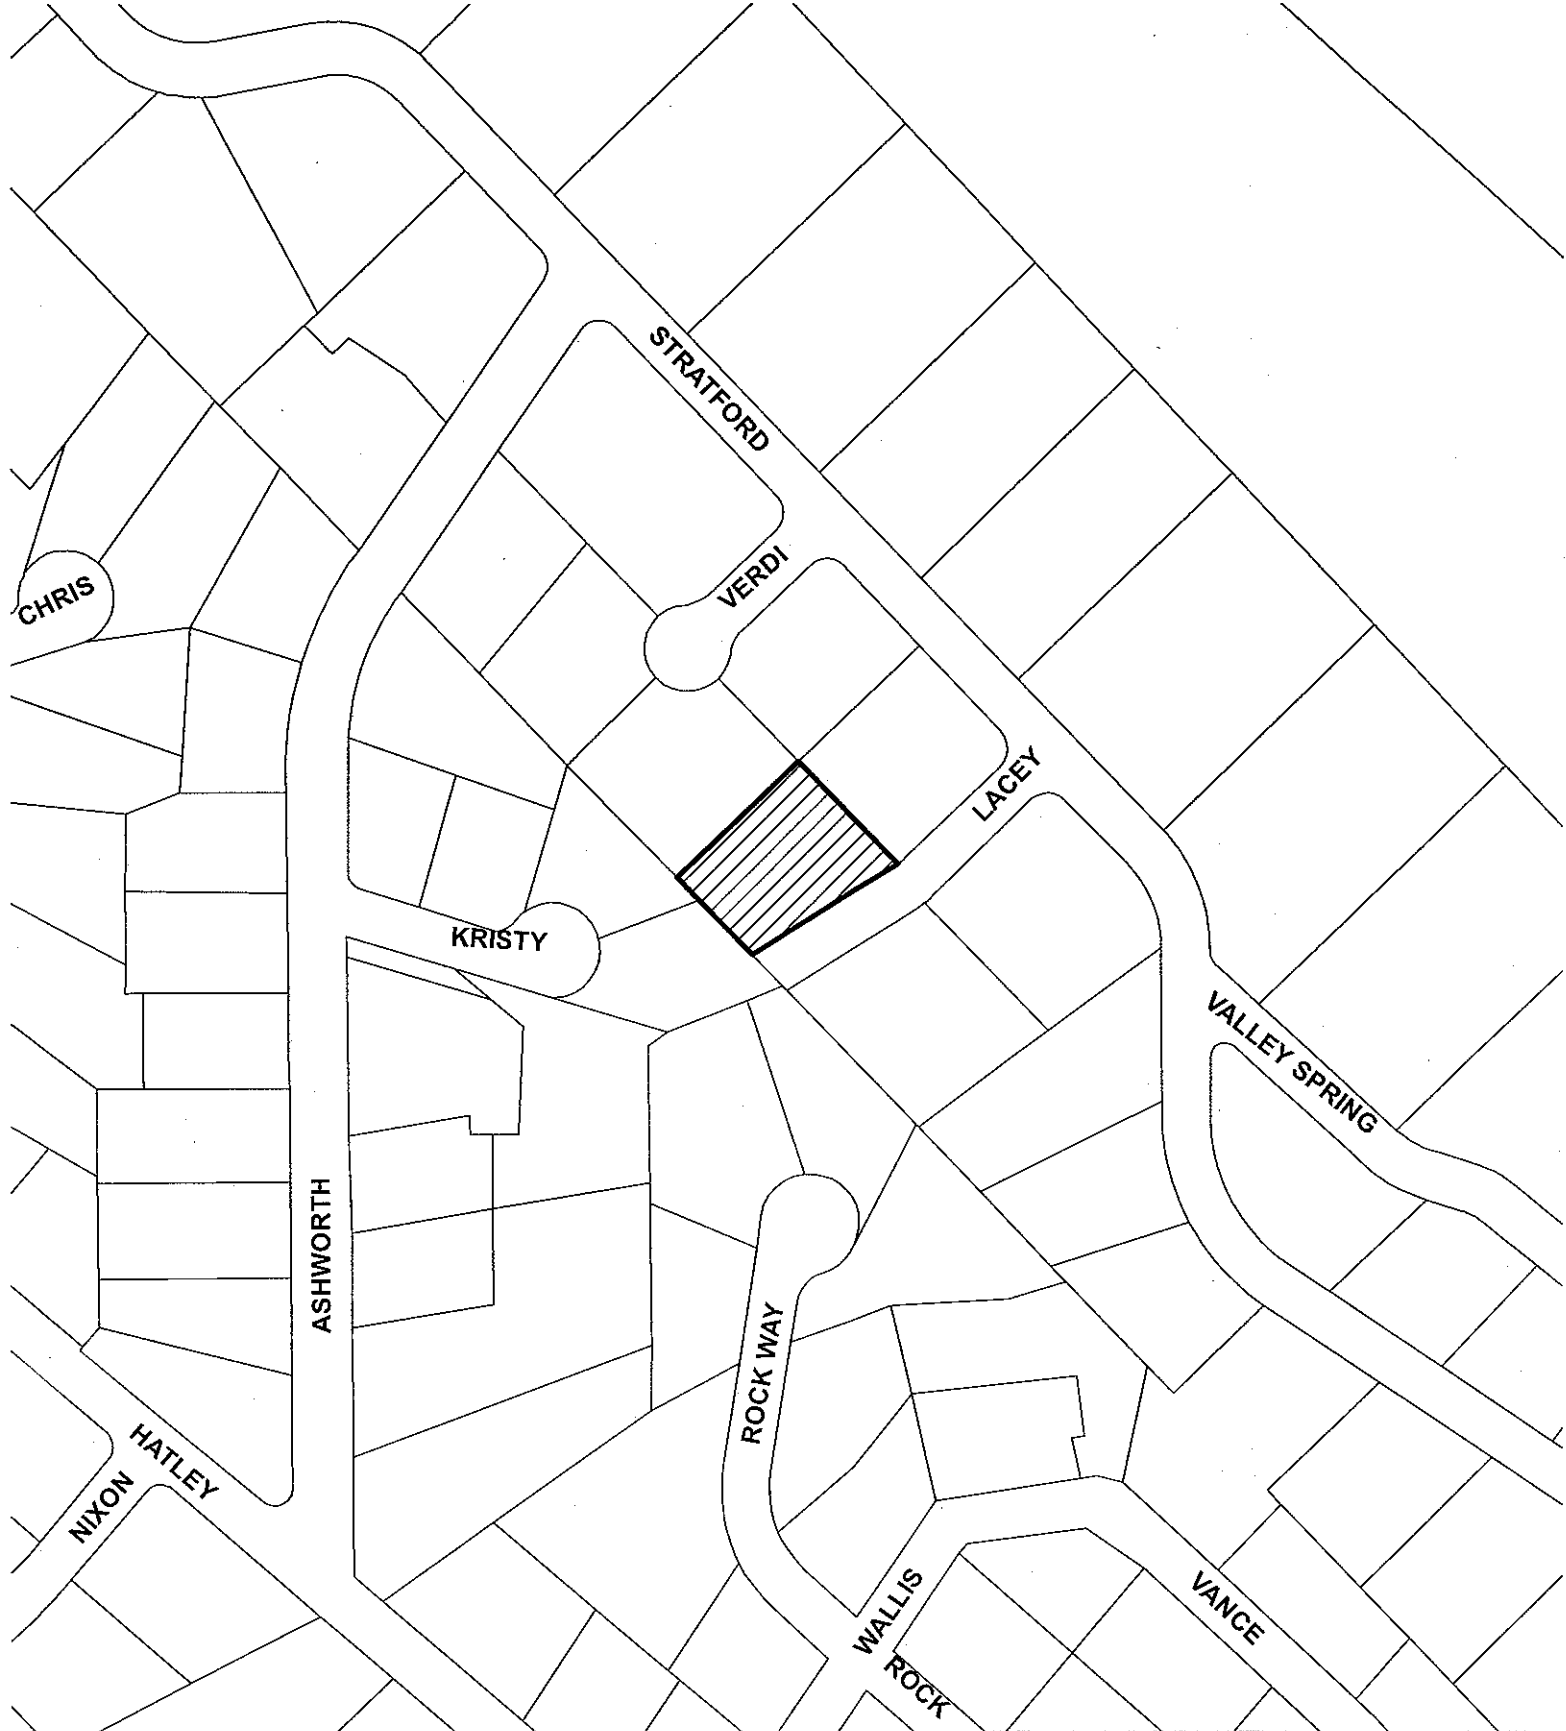 STRATFORD
VERDI
CHRIS
LACEY
KRISTY
VALLEY SPRING
ASHWORTH
ROCK WAY
HATLEY
NIXON
WALLIS
VANCE
ROCK